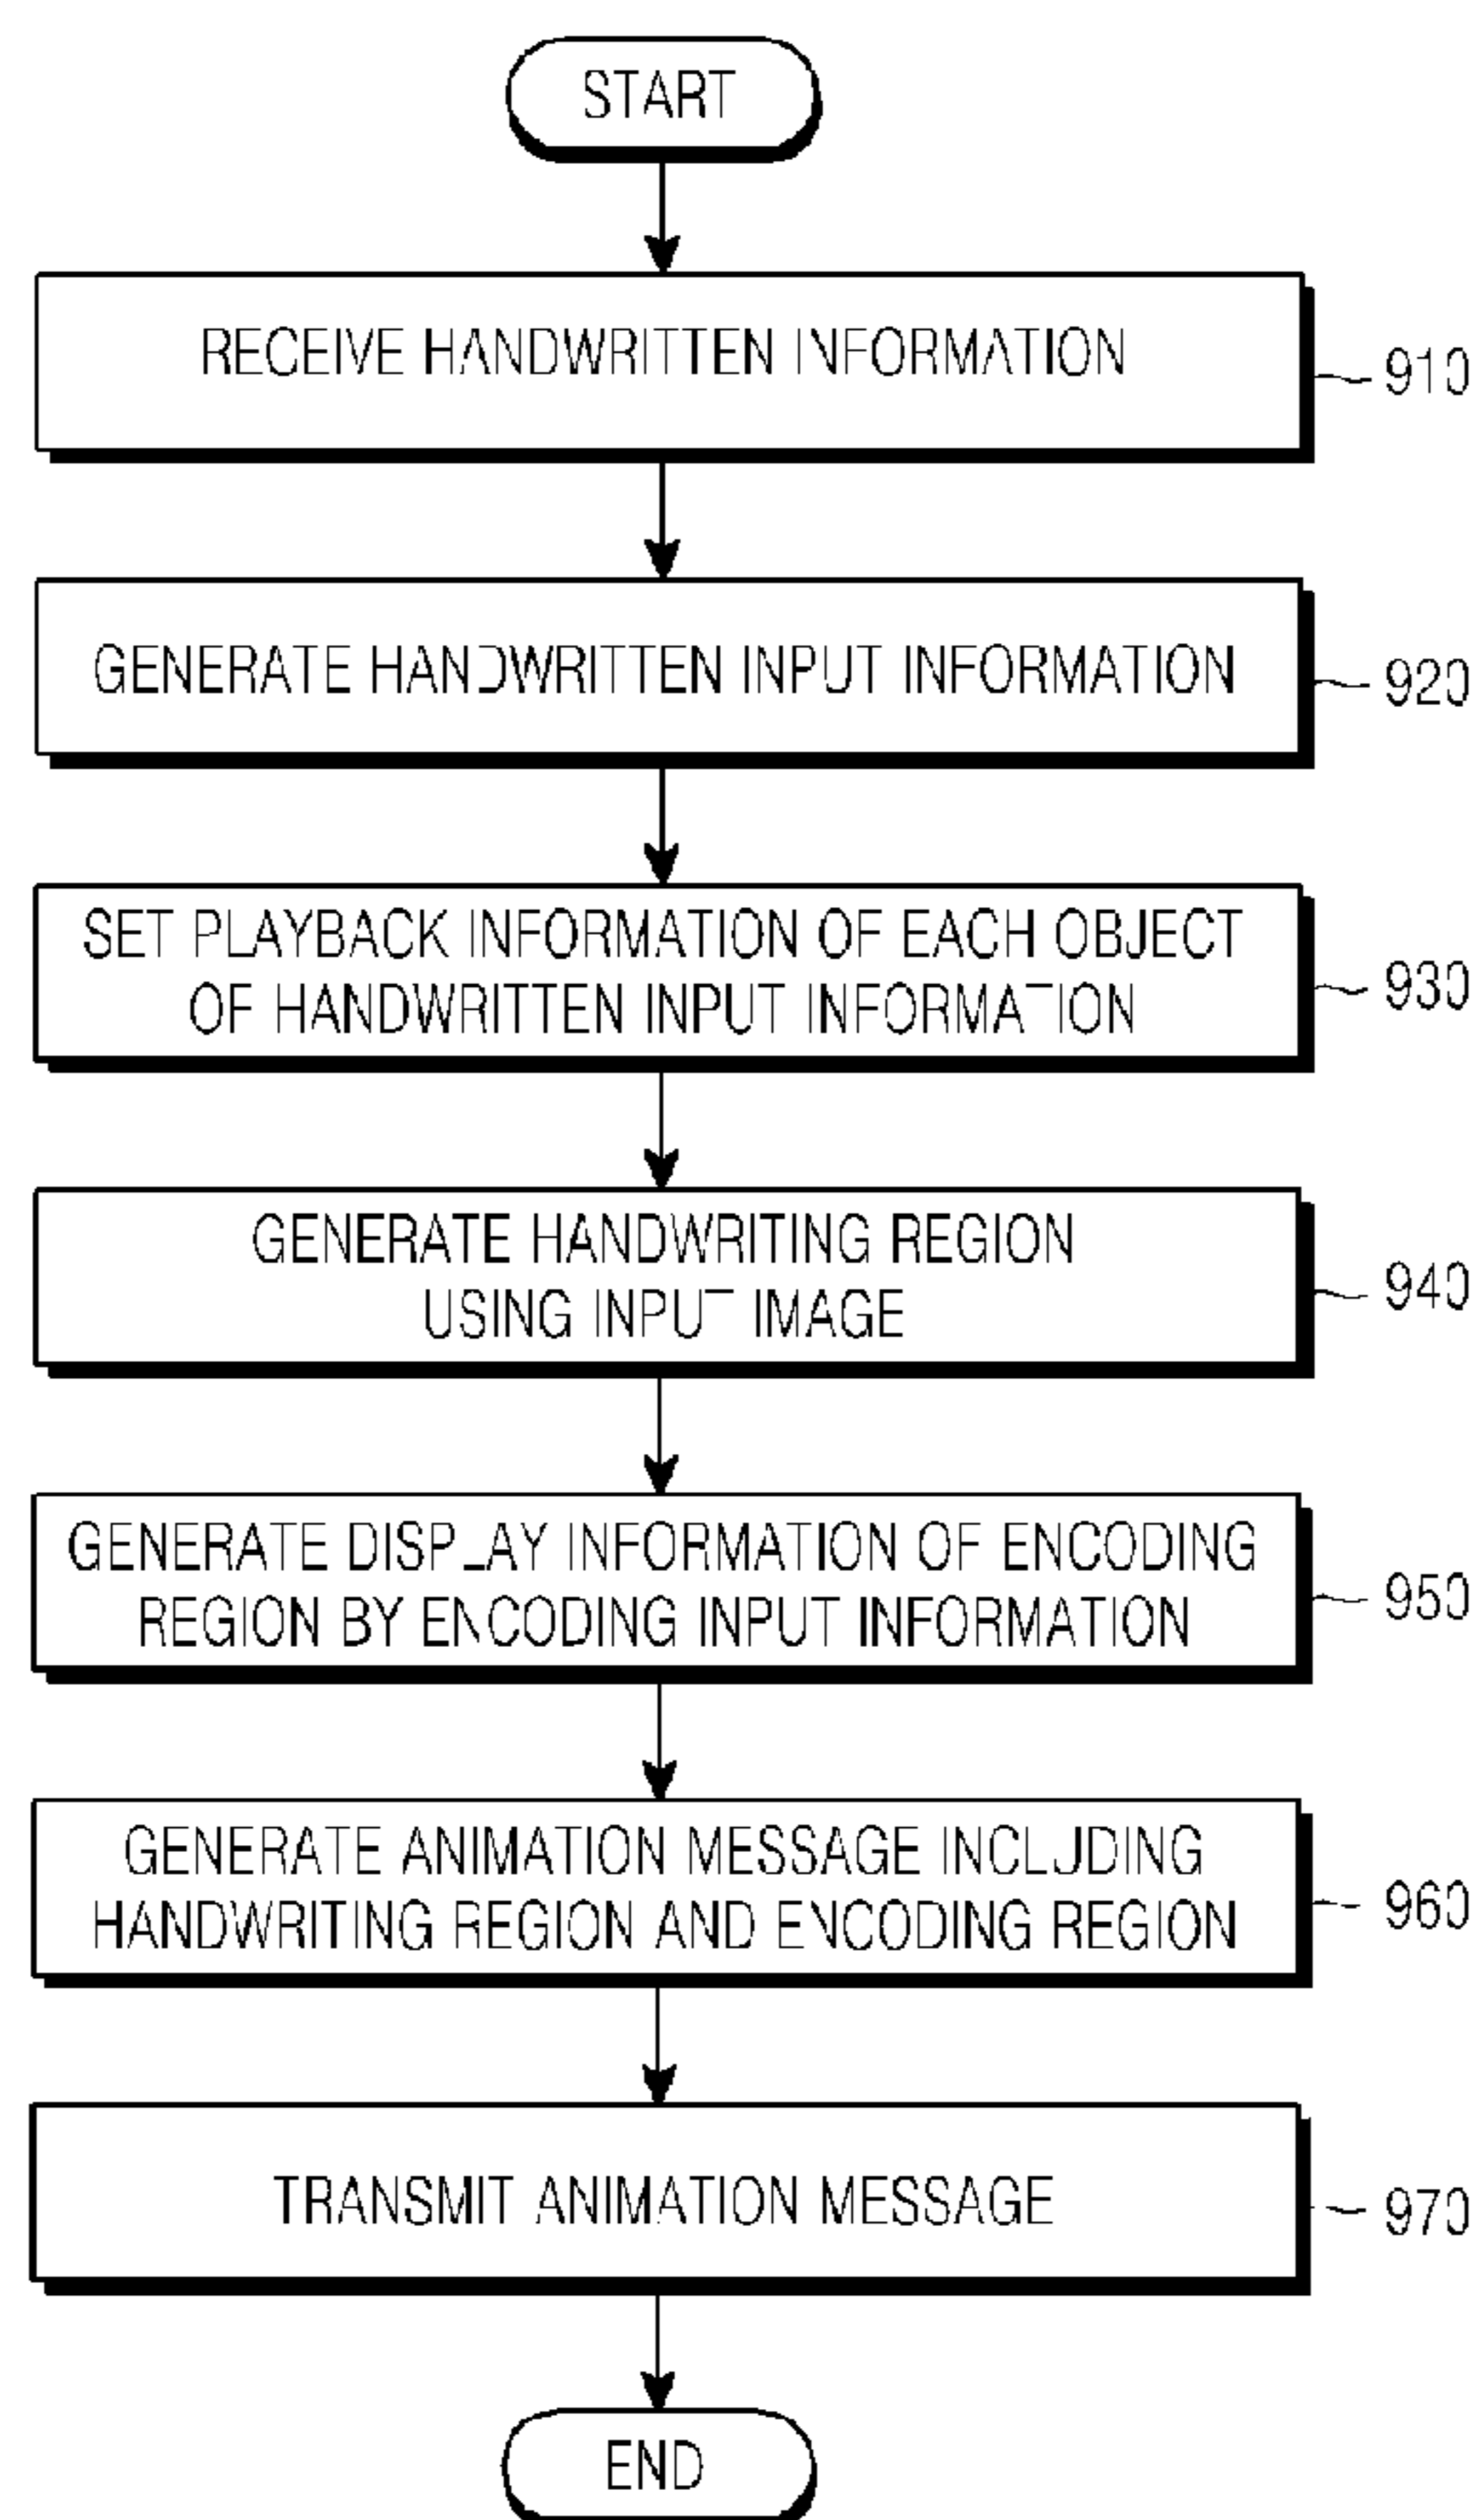 START
RECEIVE HANDWRITTEN INFORMATION
910
GENERATE HANDWRITTEN INPUT INFORMATION
920
SET PLAYBACK INFORMATION OF EACH OBJECT
OF HANDWRITTEN INPUT INFORMATION
930
GENERATE HANDWRITING REGION
USING INPUT IMAGE
940
GENERATE DISPLAY INFORMATION OF ENCODING
REGION BY ENCODING INPUT INFORMATION
950
GENERATE ANIMATION MESSAGE INCLUDING
HANDWRITING REGION AND ENCODING REGION
960
TRANSMIT ANIMATION MESSAGE
970
END